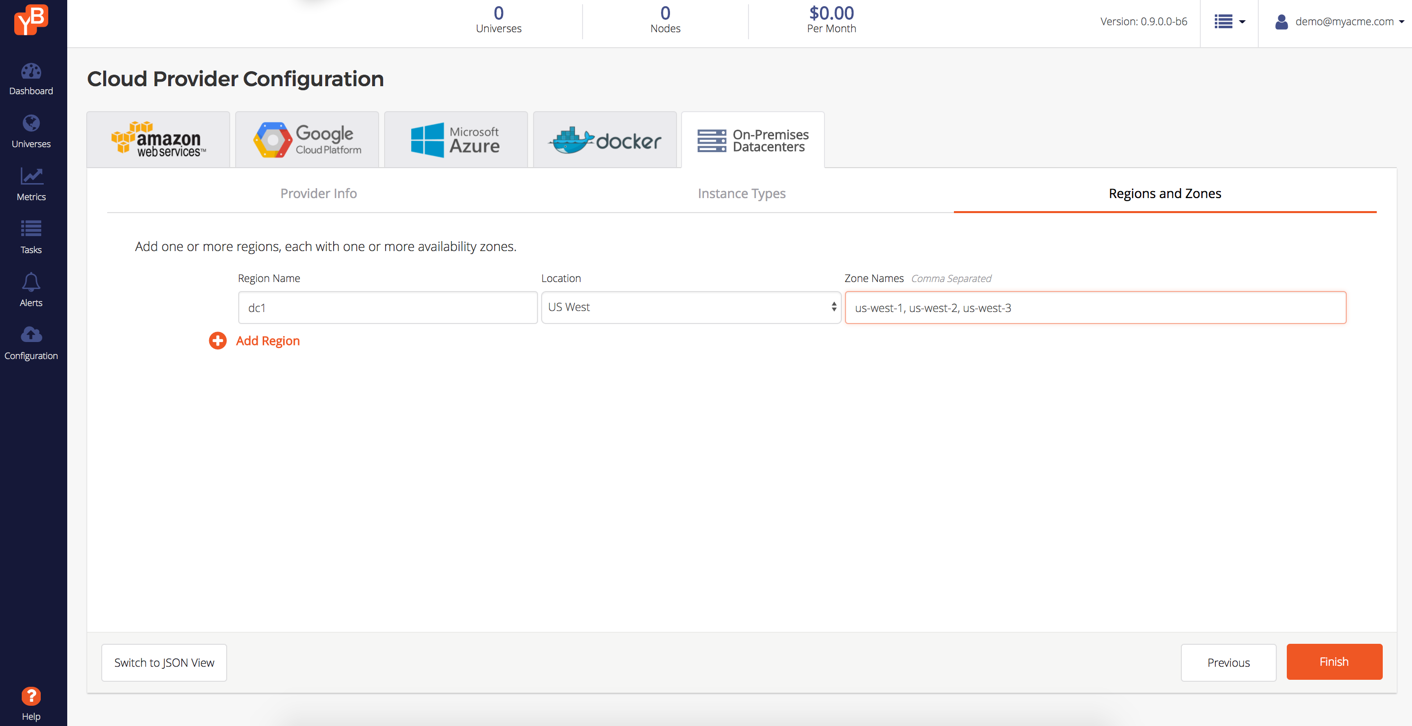 YB
0
Universes
0
Nodes
$0.00
Per Month
Version: 0.9.0.0-b6
demo@myacme.com
Dashboard
Universes
Metrics
Tasks
Alerts
Configuration
? 
Help
Cloud Provider Configuration
amazon
web services™
Google
Cloud Platform
Microsoft
Azure
docker
On-Premises
Datacenters
Provider Info
Instance Types
Regions and Zones
Add one or more regions, each with one or more availability zones.
Region Name
Location
Zone Names Comma Separated
dc1
US West
us-west-1, us-west-2, us-west-3
Add Region
Switch to JSON View
Previous
Finish